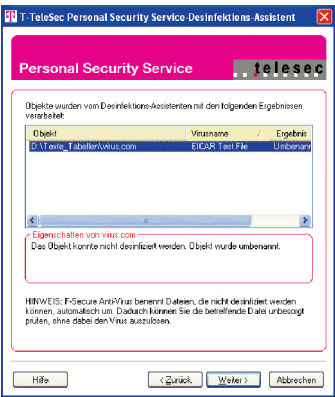 T-TeleSec Personal Security Service-Desinfektions-Assistent
Personal Security Service
telesec
Objekte wurden vom Desinfektions-Assistenten mit den folgenden Ergebnissen
verarbeitet:
Objekt Virusname Ergebnis
D:\Texte_Tabellen\virus.com EICAR Test File Umbenann
Eigenschaften von virus.com
Das Objekt konnte nicht desinfiziert werden. Objekt wurde umbenannt.
HINWEIS: F-Secure Anti-Virus benennt Dateien, die nicht desinfiziert werden
können, automatisch um. Dadurch können Sie die betreffende Datei unbesorgt
prüfen, ohne dabei den Virus auszulösen.
Hilfe < Zurück Weiter > Abbrechen